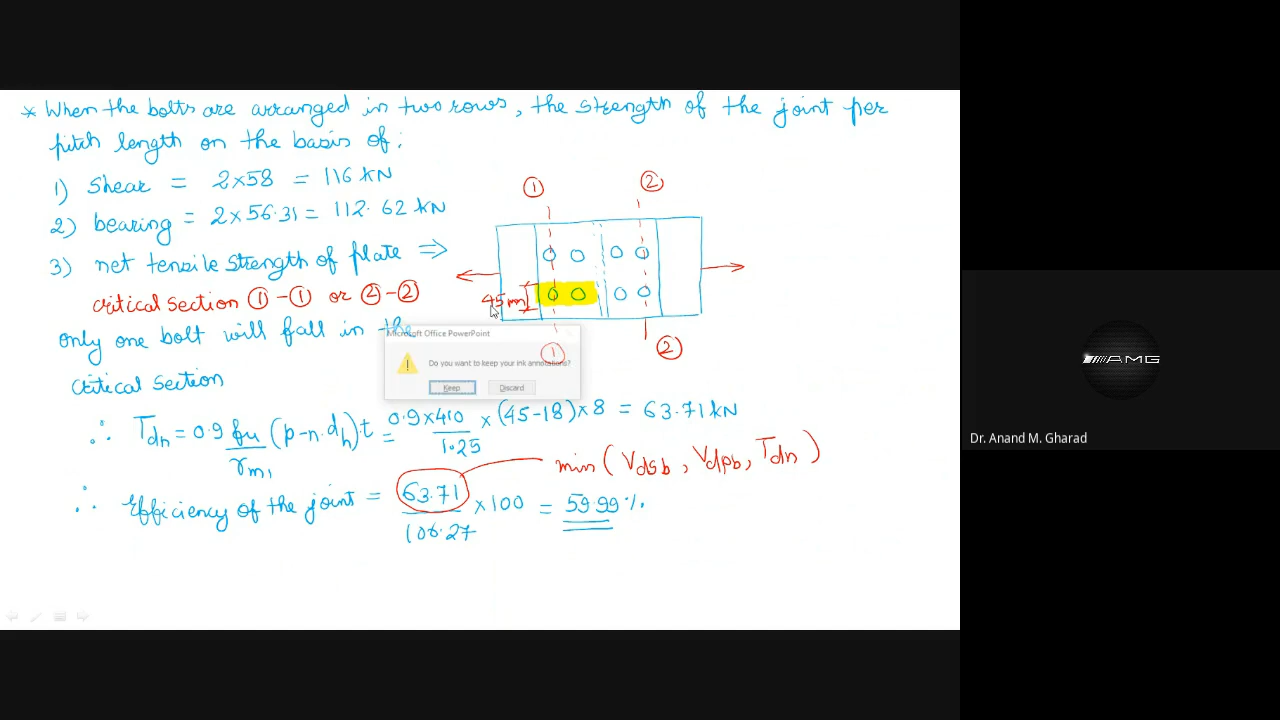 * When the bolts are arranged in two rows, the strength of the joint per
pitch length on the basis of:
1) Shear = 2×58 = 116 kN
2) bearing = 2×56.31 = 112.62 kN
3) net tensile strength of plate ⇒
critical section ①-① or ②-②
only one bolt will fall in the
critical section
① ②
45 mm
① ②
Microsoft Office PowerPoint
Do you want to keep your ink annotations?
Keep Discard
∴ Tdn = 0.9 fu/γm1 (p-n.dh).t = 0.9×410/1.25 × (45-18)×8 = 63.71 kN
min (Vdsb, Vdpb, Tdn)
∴ Efficiency of the joint = 63.71/106.27 ×100 = 59.99 %
AMG
Dr. Anand M. Gharad